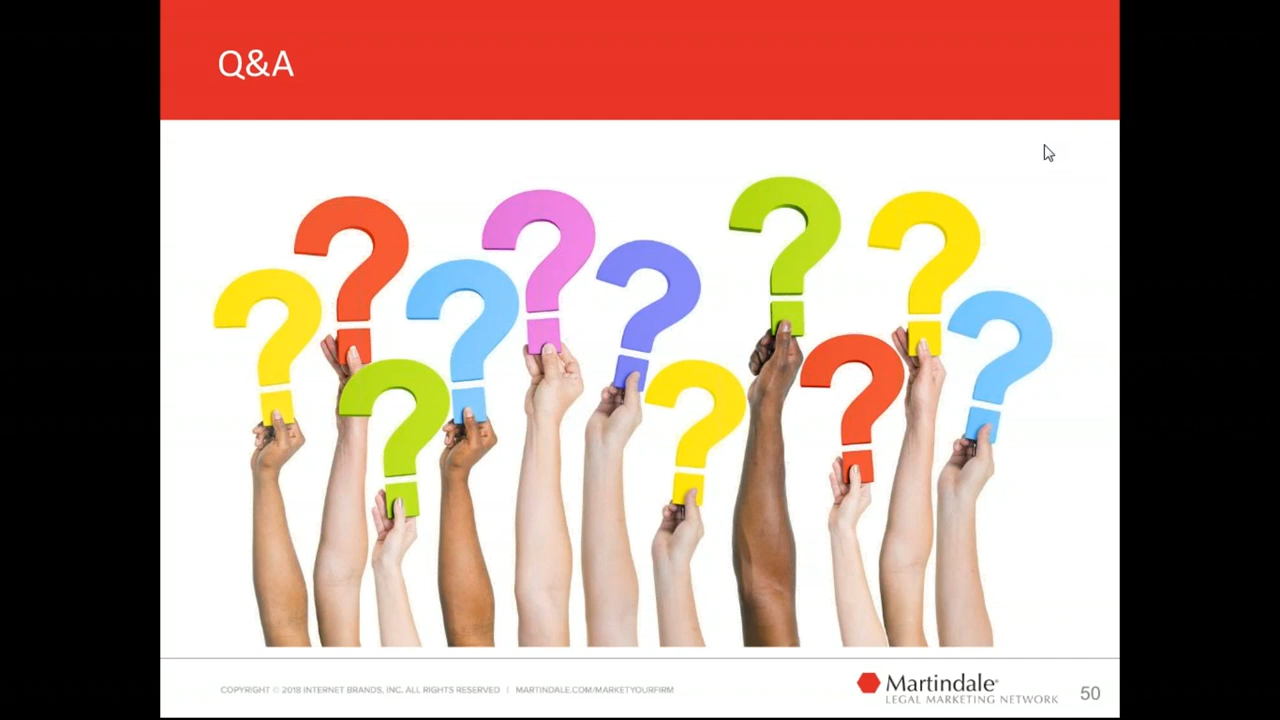 Q&A
? ? ? ? ? ? ? ? ? ? ?
COPYRIGHT © 2018 INTERNET BRANDS, INC. ALL RIGHTS RESERVED | MARTINDALE.COM/MARKETYOURFIRM
Martindale®
LEGAL MARKETING NETWORK
50